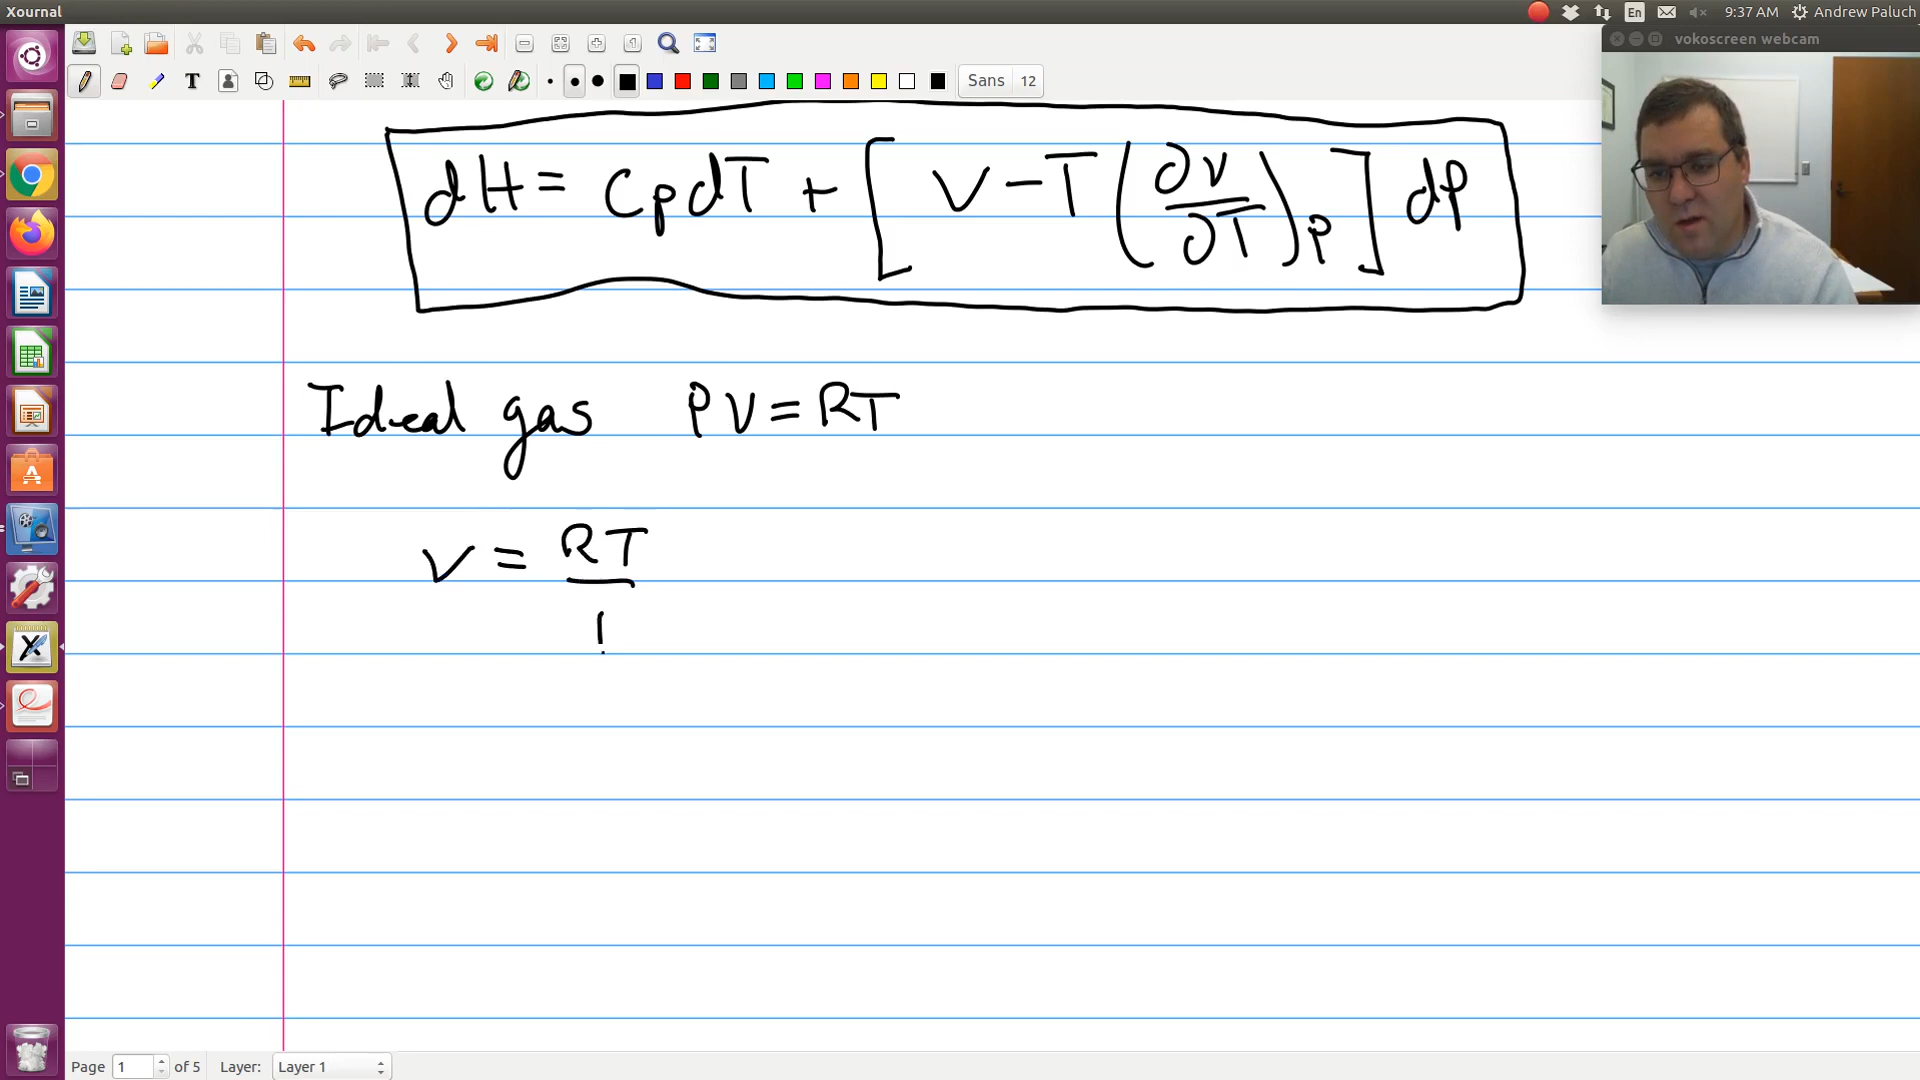 Xournal
En
9:37 AM
Andrew Paluch
vokoscreen webcam
T
Sans
12
dH = CpdT + [ V - T (∂V/∂T)P ] dP
Ideal gas PV = RT
V = RT
Page 1 of 5 Layer: Layer 1